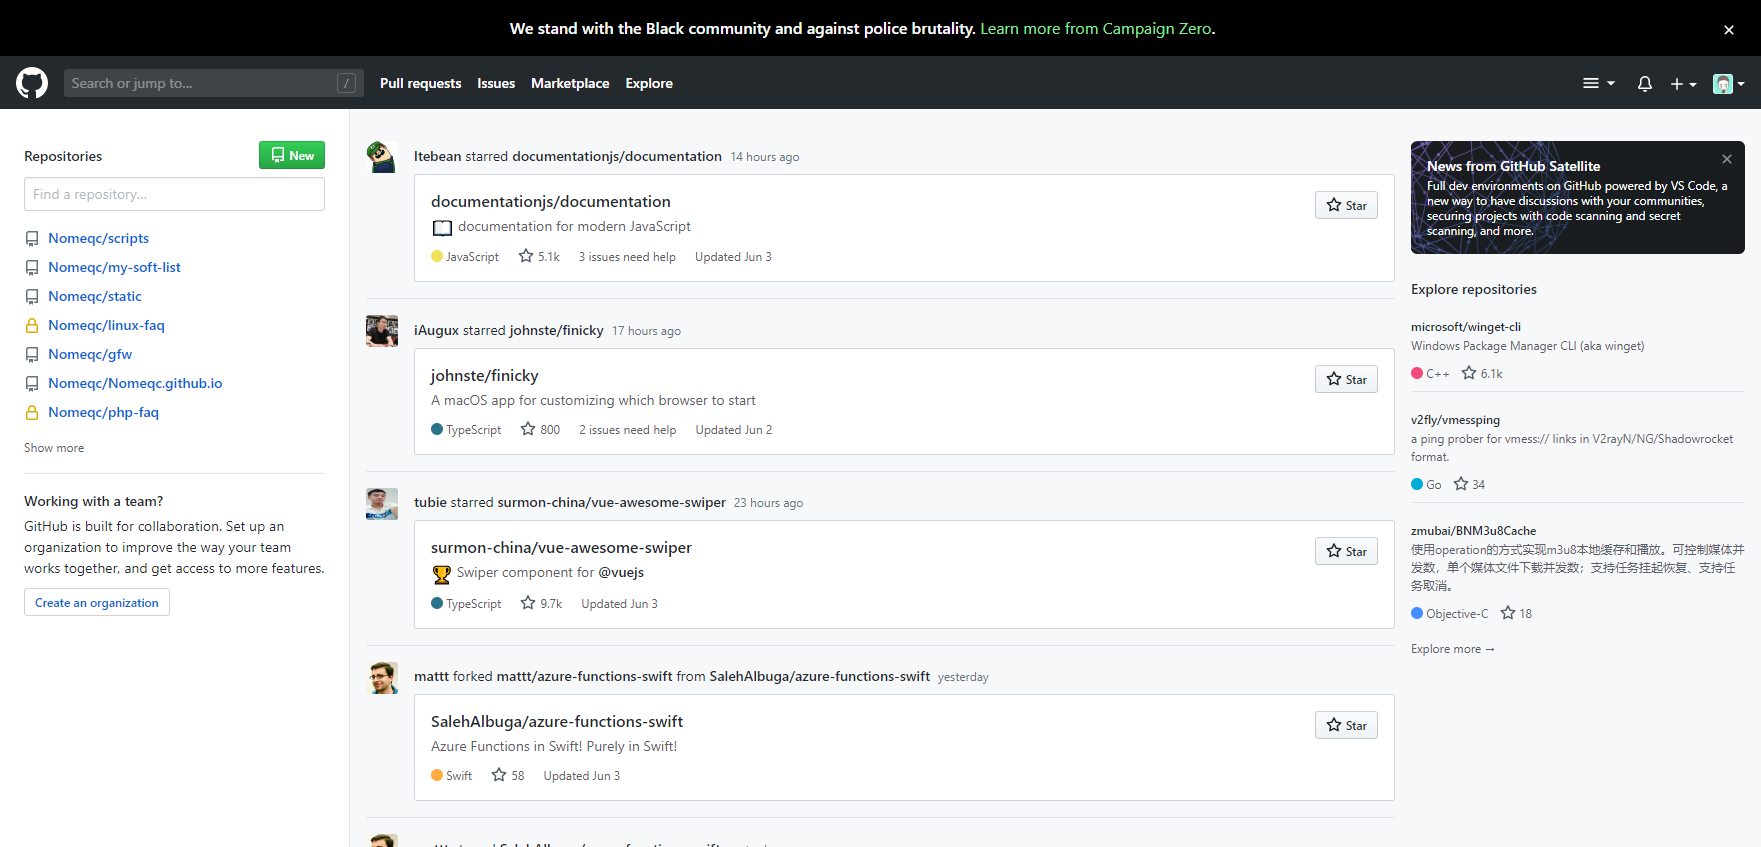 We stand with the Black community and against police brutality. Learn more from Campaign Zero.
Search or jump to... /
Pull requests Issues Marketplace Explore
Repositories
New
Find a repository...
Nomeqc/scripts
Nomeqc/my-soft-list
Nomeqc/static
Nomeqc/linux-faq
Nomeqc/gfw
Nomeqc/Nomeqc.github.io
Nomeqc/php-faq
Show more
Working with a team?
GitHub is built for collaboration. Set up an
organization to improve the way your team
works together, and get access to more features.
Create an organization
ltebean starred documentationjs/documentation 14 hours ago
documentationjs/documentation
Star
documentation for modern JavaScript
JavaScript 5.1k 3 issues need help Updated Jun 3
iAugux starred johnste/finicky 17 hours ago
johnste/finicky
Star
A macOS app for customizing which browser to start
TypeScript 800 2 issues need help Updated Jun 2
tubie starred surmon-china/vue-awesome-swiper 23 hours ago
surmon-china/vue-awesome-swiper
Star
Swiper component for @vuejs
TypeScript 9.7k Updated Jun 3
mattt forked mattt/azure-functions-swift from SalehAlbuga/azure-functions-swift yesterday
SalehAlbuga/azure-functions-swift
Star
Azure Functions in Swift! Purely in Swift!
Swift 58 Updated Jun 3
News from GitHub Satellite
Full dev environments on GitHub powered by VS Code, a
new way to have discussions with your communities,
securing projects with code scanning and secret
scanning, and more.
Explore repositories
microsoft/winget-cli
Windows Package Manager CLI (aka winget)
C++ 6.1k
v2fly/vmessping
a ping prober for vmess:// links in V2rayN/NG/Shadowrocket
format.
Go 34
zmubai/BNM3u8Cache
使用operation的方式实现m3u8本地缓存和播放。可控制媒体并
发数，单个媒体文件下载并发数；支持任务挂起恢复、支持任
务取消。
Objective-C 18
Explore more →